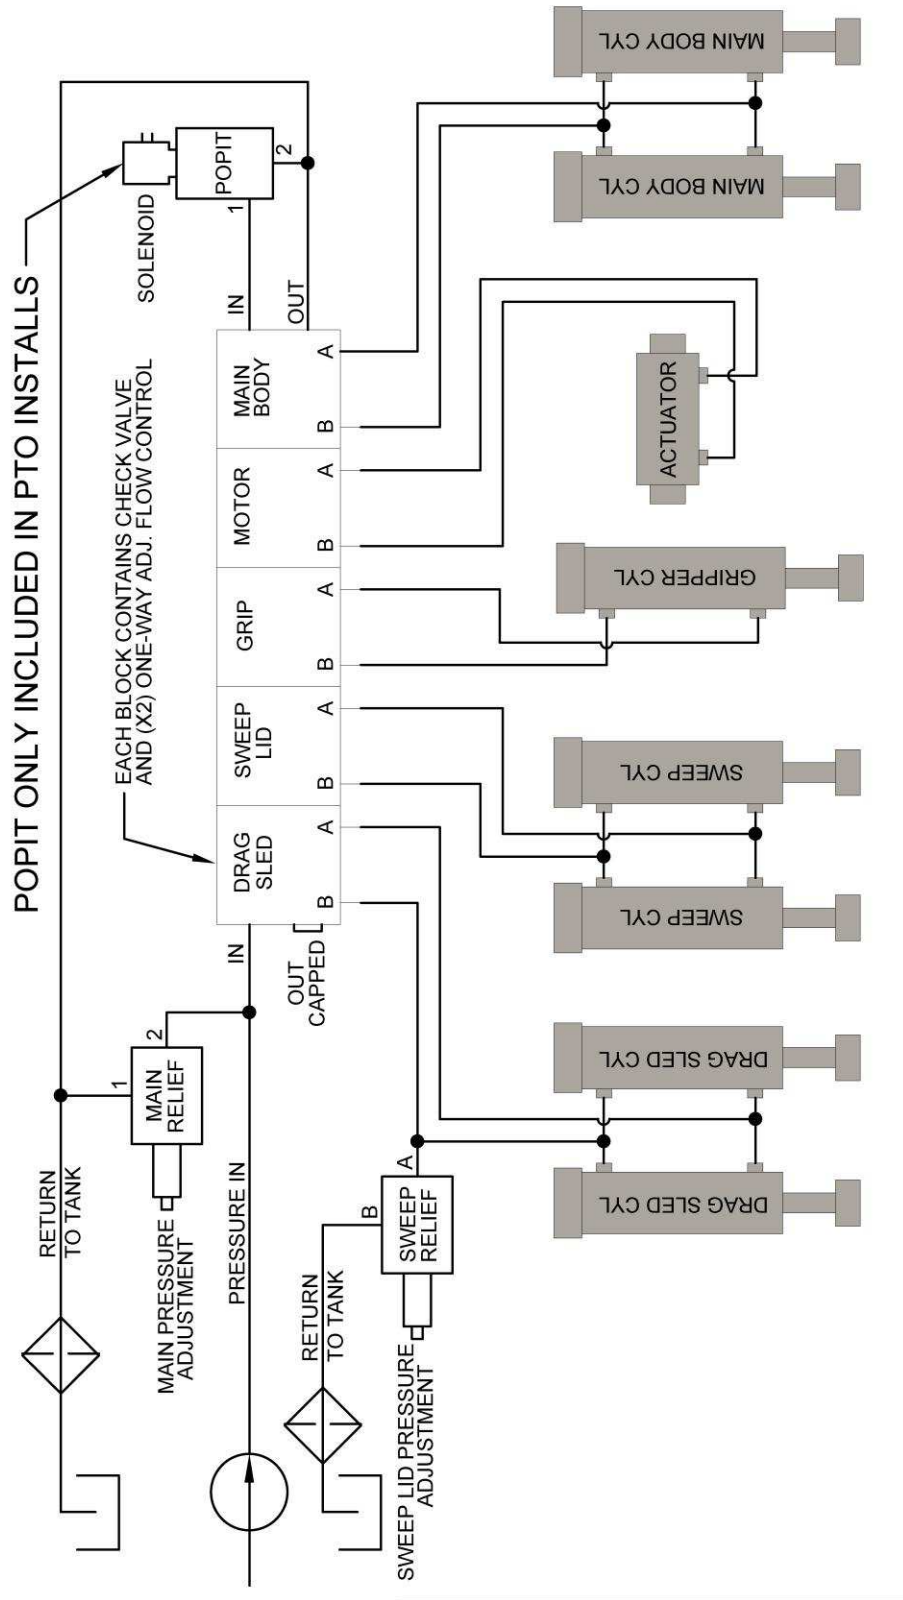 POPIT ONLY INCLUDED IN PTO INSTALLS
RETURN
TO TANK
1
2
MAIN
RELIEF
MAIN PRESSURE
ADJUSTMENT
EACH BLOCK CONTAINS CHECK VALVE
AND (X2) ONE-WAY ADJ. FLOW CONTROL
SOLENOID
POPIT
1
2
PRESSURE IN
IN
OUT
CAPPED
DRAG
SLED
B
A
SWEEP
LID
B
A
GRIP
B
A
MOTOR
B
A
MAIN
BODY
B
A
IN
OUT
RETURN
TO TANK
B
A
SWEEP
RELIEF
SWEEP LID PRESSURE
ADJUSTMENT
DRAG SLED CYL
DRAG SLED CYL
SWEEP CYL
SWEEP CYL
GRIPPER CYL
ACTUATOR
MAIN BODY CYL
MAIN BODY CYL